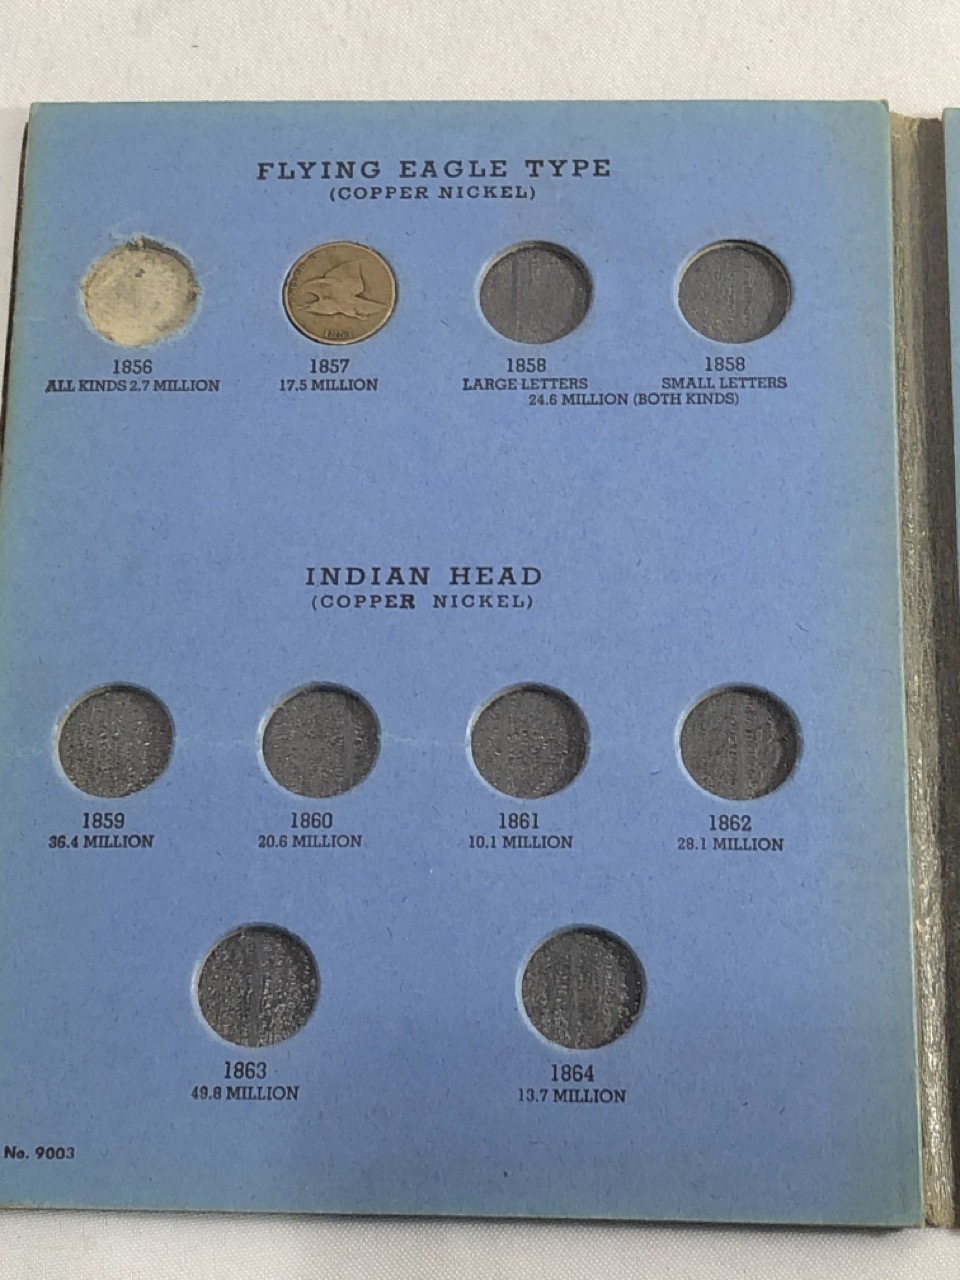 FLYING EAGLE TYPE
(COPPER NICKEL)
1856
ALL KINDS 2.7 MILLION
1857
17.5 MILLION
1858
LARGE LETTERS
1858
SMALL LETTERS
24.6 MILLION (BOTH KINDS)
INDIAN HEAD
(COPPER NICKEL)
1859
36.4 MILLION
1860
20.6 MILLION
1861
10.1 MILLION
1862
28.1 MILLION
1863
49.8 MILLION
1864
13.7 MILLION
No. 9003